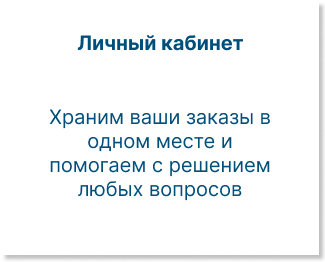 Личный кабинет
Храним ваши заказы в
одном месте и
помогаем с решением
любых вопросов